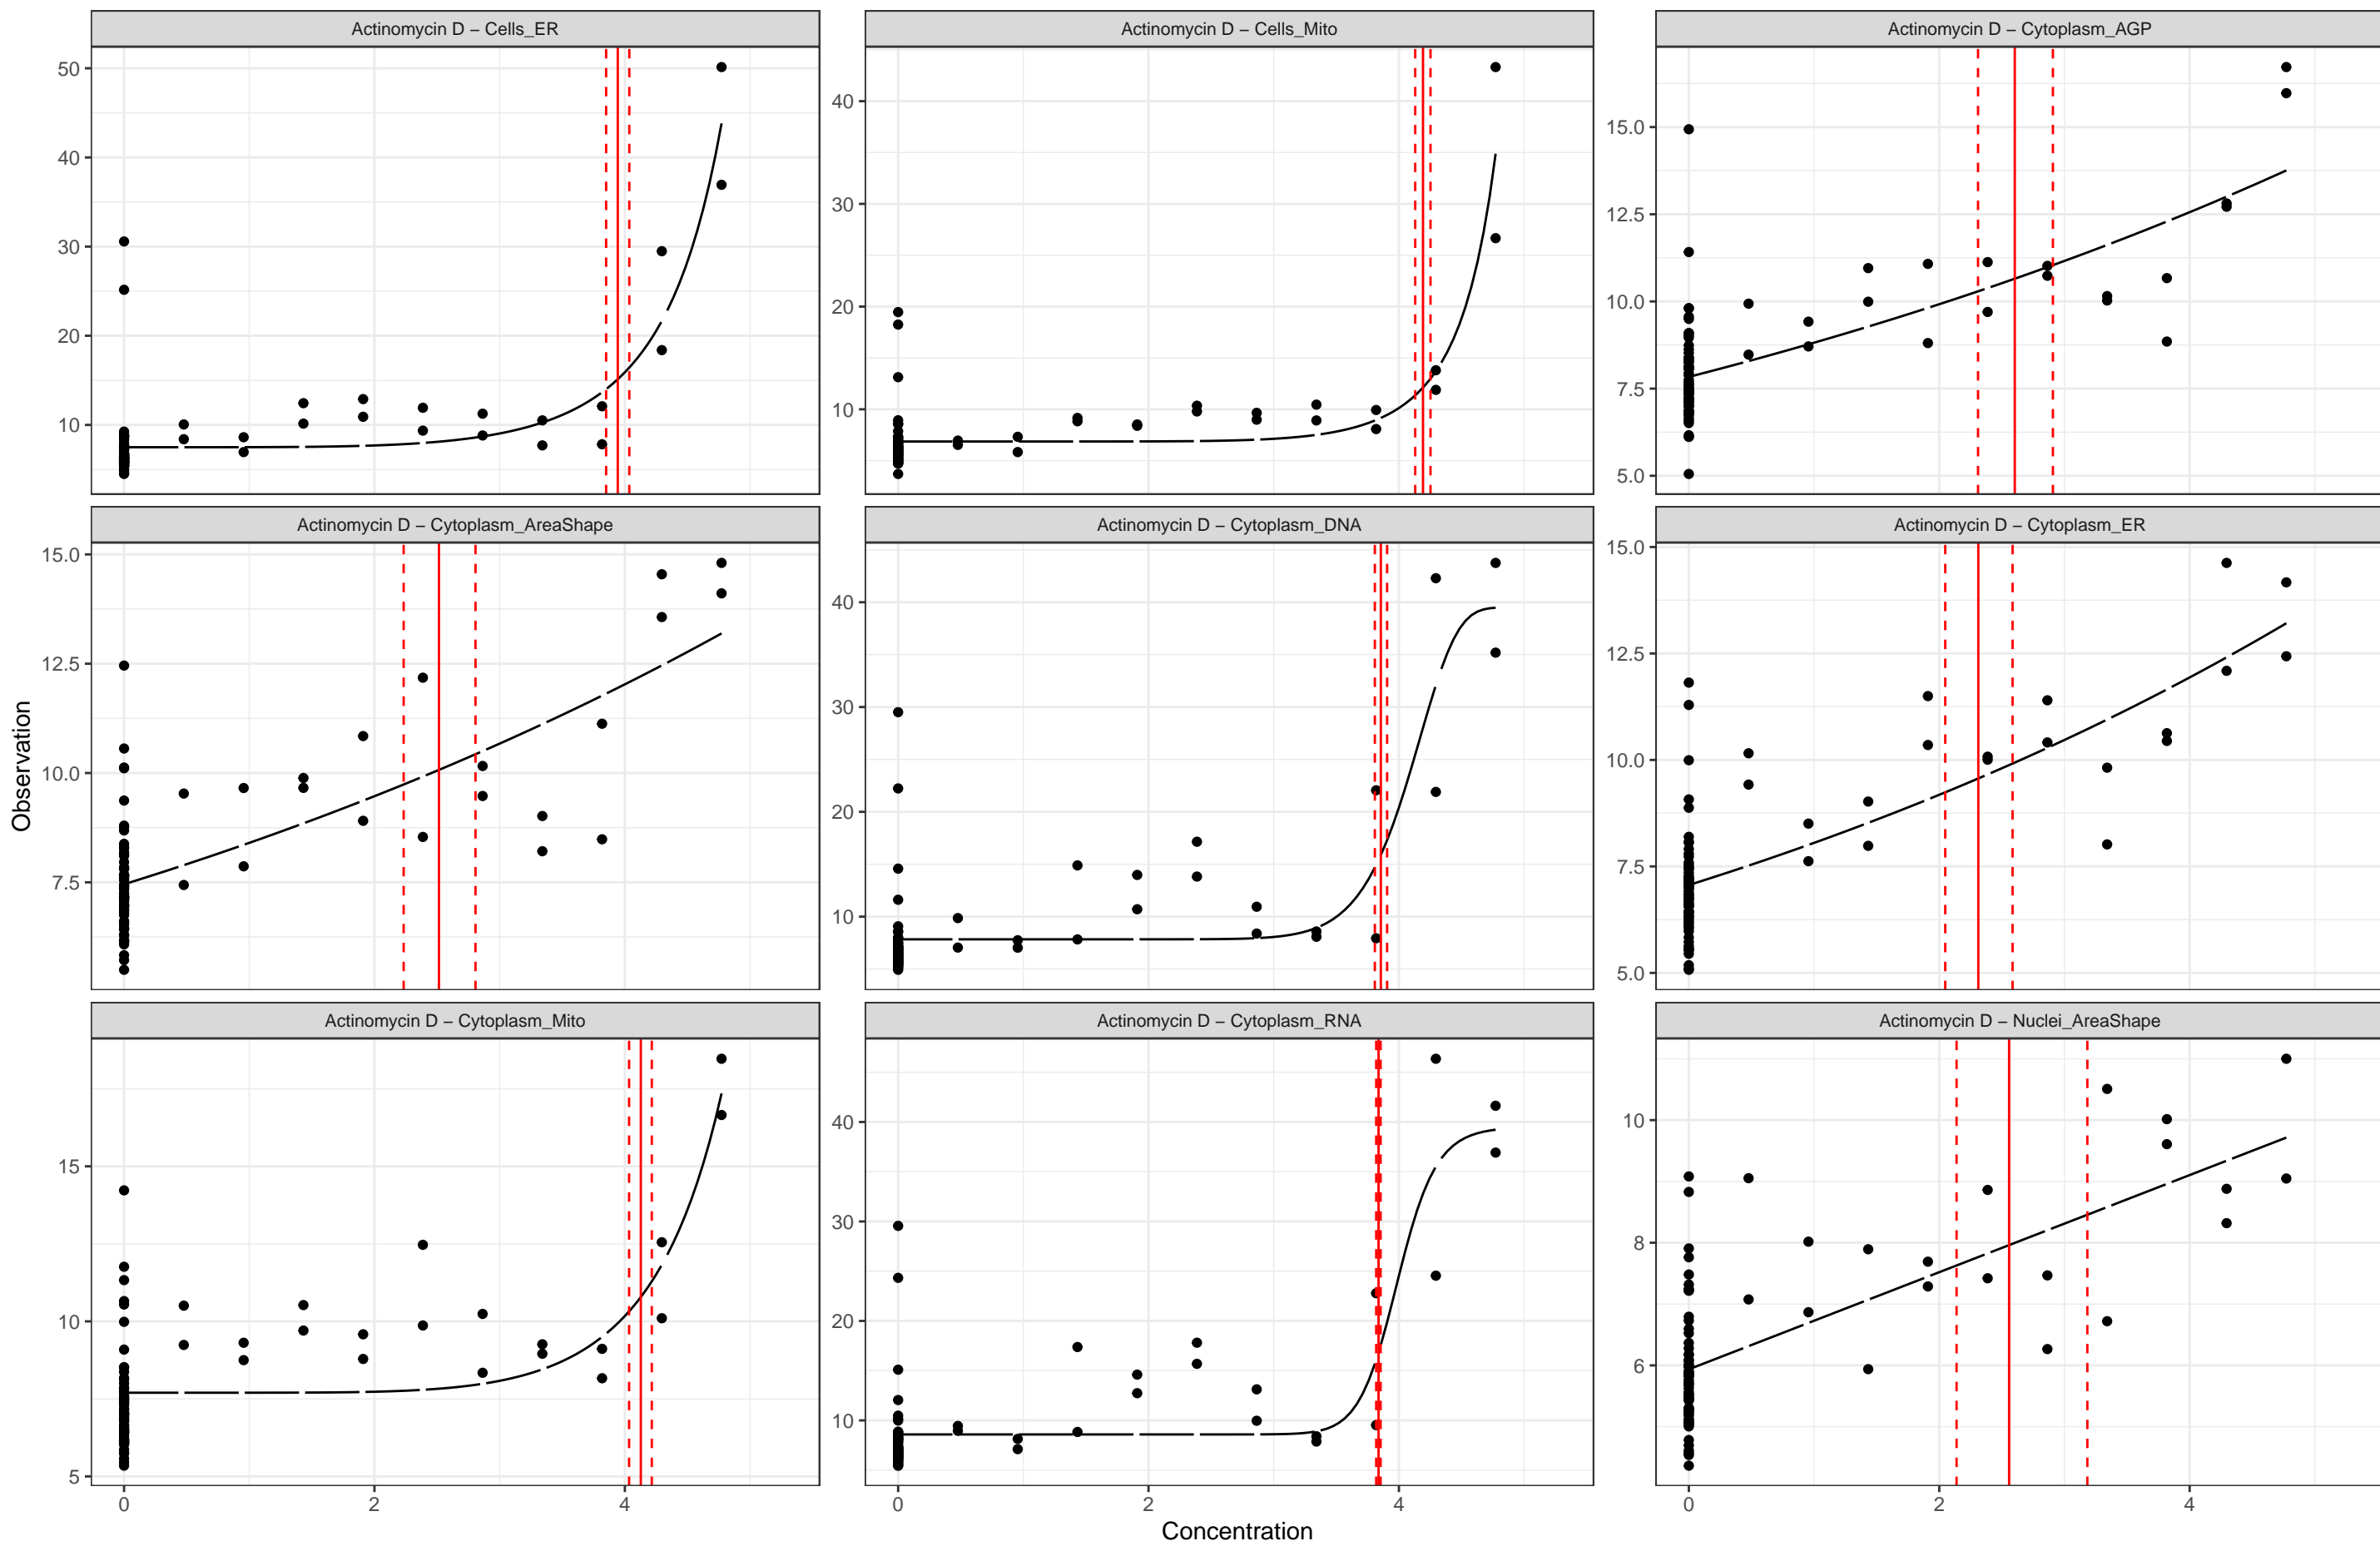 Actinomycin D − Cells_ER
Actinomycin D − Cells_Mito
Actinomycin D − Cytoplasm_AGP
50
40
30
20
10
40
30
20
10
15.0
12.5
10.0
7.5
5.0
Actinomycin D − Cytoplasm_AreaShape
Actinomycin D − Cytoplasm_DNA
Actinomycin D − Cytoplasm_ER
15.0
12.5
10.0
7.5
40
30
20
10
15.0
12.5
10.0
7.5
5.0
Observation
Actinomycin D − Cytoplasm_Mito
Actinomycin D − Cytoplasm_RNA
Actinomycin D − Nuclei_AreaShape
15
10
5
40
30
20
10
10
8
6
0 2 4
0 2 4
0 2 4
Concentration